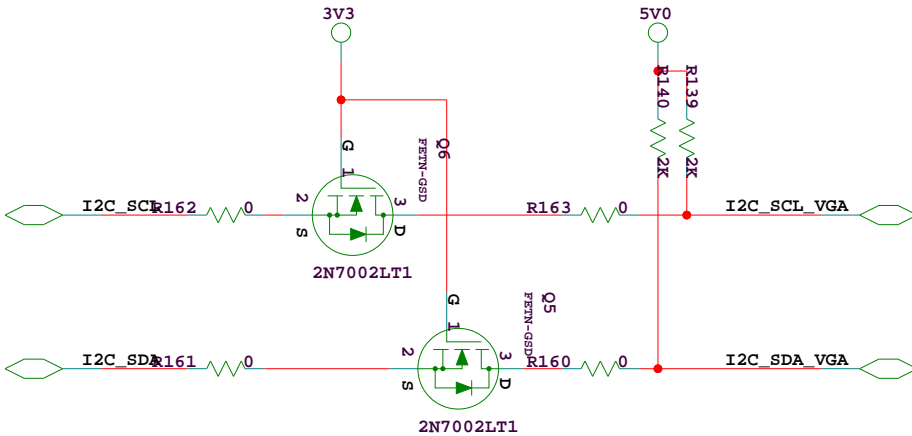 3V3
5V0
R140
R139
2K
2K
Q6
FETN-GSD
G
1
I2C_SCL
R162
0
2
S
3
D
R163
0
I2C_SCL_VGA
2N7002LT1
Q5
FETN-GSD
G
1
I2C_SDA
R161
0
2
S
3
D
R160
0
I2C_SDA_VGA
2N7002LT1